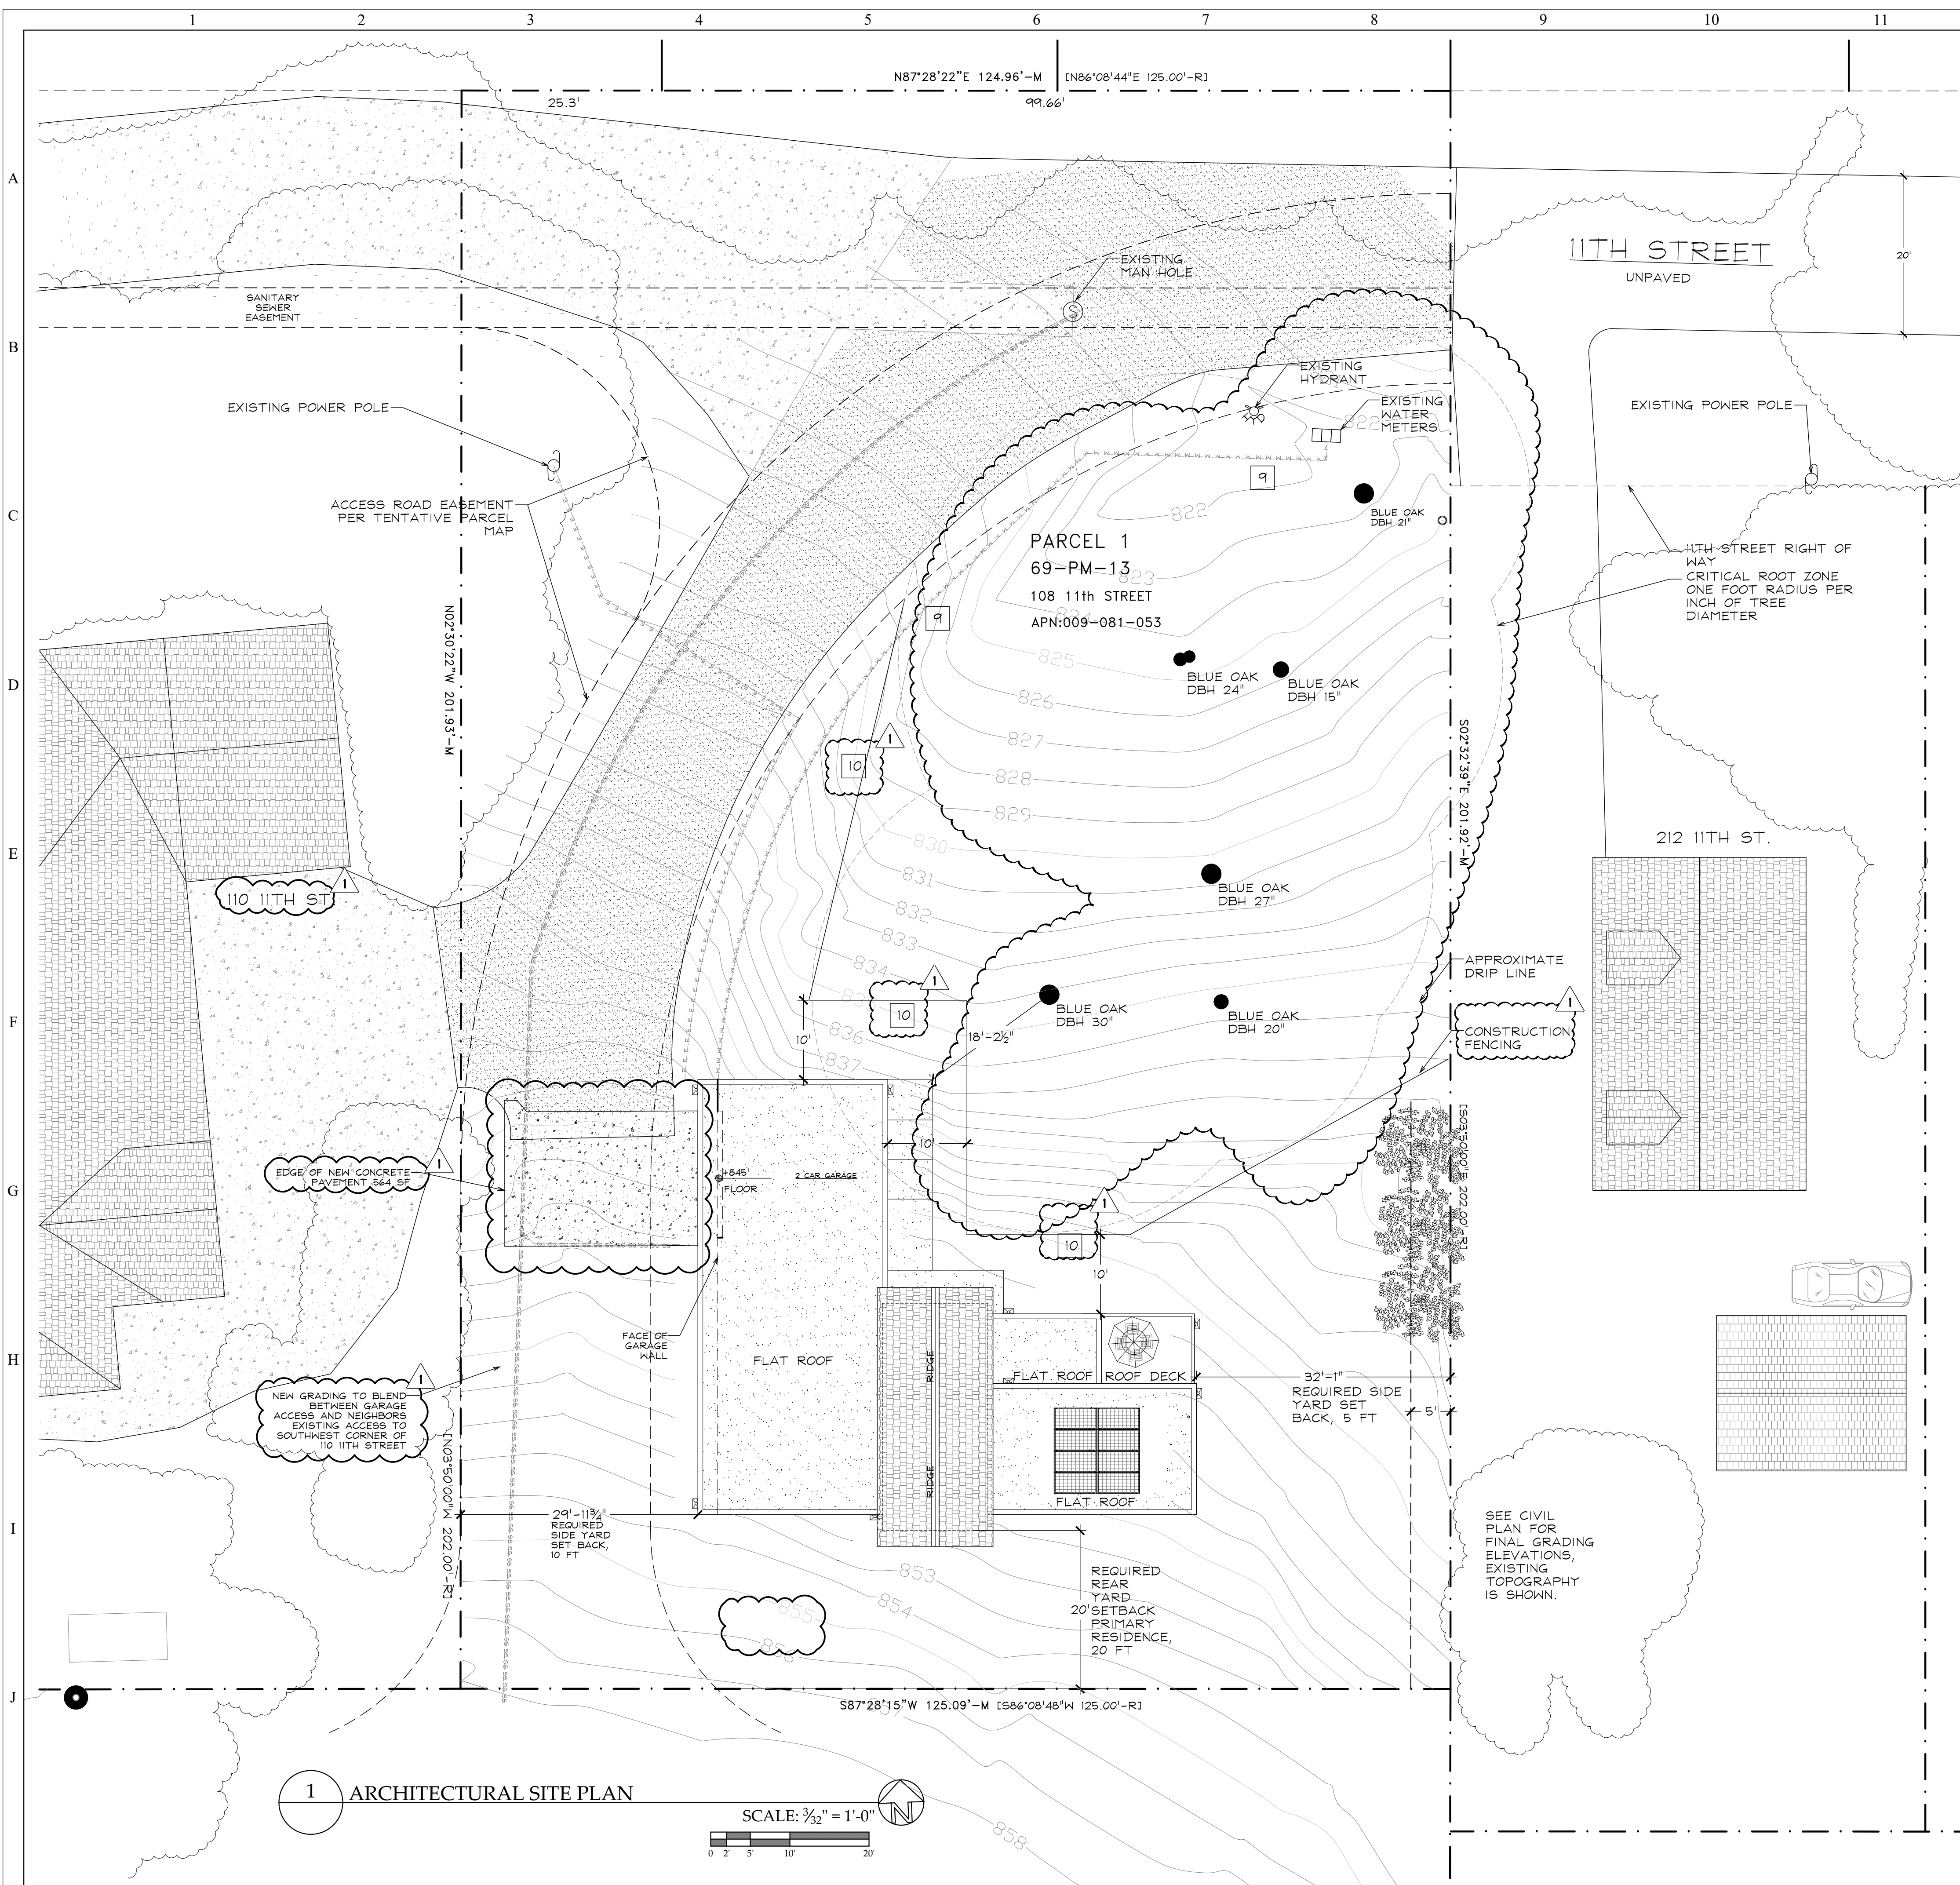 1 2 3 4 5 6 7 8 9 10 11
N87°28'22"E 124.96'-M [N86°08'44"E 125.00'-R]
25.3'
99.66'
A
B
C
D
E
F
G
H
I
J
11TH STREET
UNPAVED
20'
EXISTING
MAN HOLE
S
SANITARY
SEWER
EASEMENT
EXISTING
HYDRANT
EXISTING
WATER
METERS
822
EXISTING POWER POLE
EXISTING POWER POLE
9
ACCESS ROAD EASEMENT
PER TENTATIVE PARCEL
MAP
BLUE OAK
DBH 21"
822
PARCEL 1
69-PM-13
823
108 11th STREET
824
APN:009-081-053
9
11TH STREET RIGHT OF
WAY
CRITICAL ROOT ZONE
ONE FOOT RADIUS PER
INCH OF TREE
DIAMETER
N02°30'22"W 201.93'-M
825
BLUE OAK
DBH 24"
BLUE OAK
DBH 15"
826
827
828
829
830
831
832
833
834
836
837
S02°32'39"E 201.92'-M
1
10
212 11TH ST.
110 11TH ST
1
BLUE OAK
DBH 27"
APPROXIMATE
DRIP LINE
1
10
BLUE OAK
DBH 30"
BLUE OAK
DBH 20"
1
CONSTRUCTION
FENCING
10'
18'-2½"
[S03°50'00"E 202.00'-R]
EDGE OF NEW CONCRETE
PAVEMENT 564 SF
1
+845'
FLOOR
2 CAR GARAGE
10'
1
10
10'
FACE OF
GARAGE
WALL
FLAT ROOF
RIDGE
RIDGE
FLAT ROOF
ROOF DECK
32'-1"
REQUIRED SIDE
YARD SET
BACK, 5 FT
5'
1
NEW GRADING TO BLEND
BETWEEN GARAGE
ACCESS AND NEIGHBORS
EXISTING ACCESS TO
SOUTHWEST CORNER OF
110 11TH STREET
[N03°50'00"W 202.00'-R]
FLAT ROOF
29'-11¾"
REQUIRED
SIDE YARD
SET BACK,
10 FT
SEE CIVIL
PLAN FOR
FINAL GRADING
ELEVATIONS,
EXISTING
TOPOGRAPHY
IS SHOWN.
853
854
855
REQUIRED
REAR
YARD
20' SETBACK
PRIMARY
RESIDENCE,
20 FT
S87°28'15"W 125.09'-M [S86°08'48"W 125.00'-R]
1 ARCHITECTURAL SITE PLAN
SCALE: 3/32" = 1'-0"
N
0 2' 5' 10' 20'
858